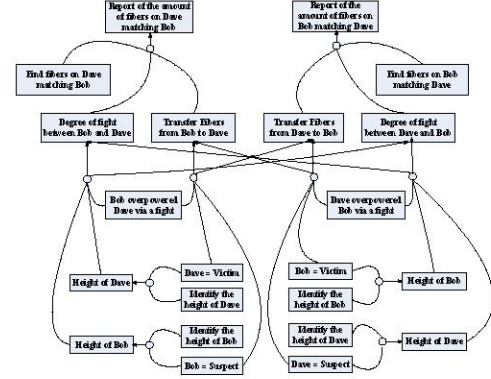 Report of the amount
of fibers on Dave
matching Bob
Report of the
amount of fibers on
Bob matching Dave
Find fibers on Dave
matching Bob
Find fibers on Bob
matching Dave
Degree of fight
between Bob and Dave
Transfer Fibers
from Bob to Dave
Transfer Fibers
from Dave to Bob
Degree of fight
between Dave and Bob
Bob overpowered
Dave via a fight
Dave overpowered
Bob via a fight
Height of Dave
Dave = Victim
Identify the
height of Dave
Bob = Victim
Identify the
height of Bob
Height of Bob
Height of Bob
Identify the
height of Bob
Bob = Suspect
Identify the
height of Dave
Dave = Suspect
Height of Dave